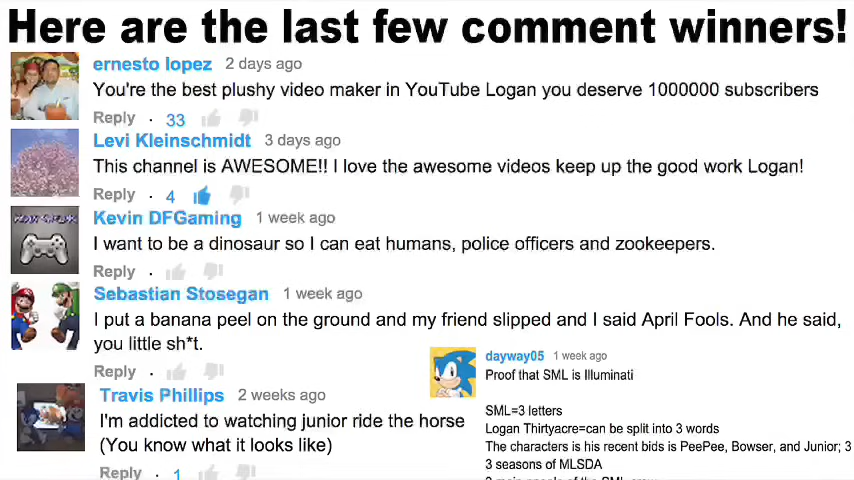 Here are the last few comment winners!
ernesto lopez 2 days ago
You're the best plushy video maker in YouTube Logan you deserve 1000000 subscribers
Reply · 33
Levi Kleinschmidt 3 days ago
This channel is AWESOME!! I love the awesome videos keep up the good work Logan!
Reply · 4
Kevin DFGaming 1 week ago
I want to be a dinosaur so I can eat humans, police officers and zookeepers.
Reply ·
Sebastian Stosegan 1 week ago
I put a banana peel on the ground and my friend slipped and I said April Fools. And he said,
you little sh*t.
Reply ·
Travis Phillips 2 weeks ago
I'm addicted to watching junior ride the horse
(You know what it looks like)
Reply · 1
dayway05 1 week ago
Proof that SML is Illuminati
SML=3 letters
Logan Thirtyacre=can be split into 3 words
The characters is his recent bids is PeePee, Bowser, and Junior; 3
3 seasons of MLSDA